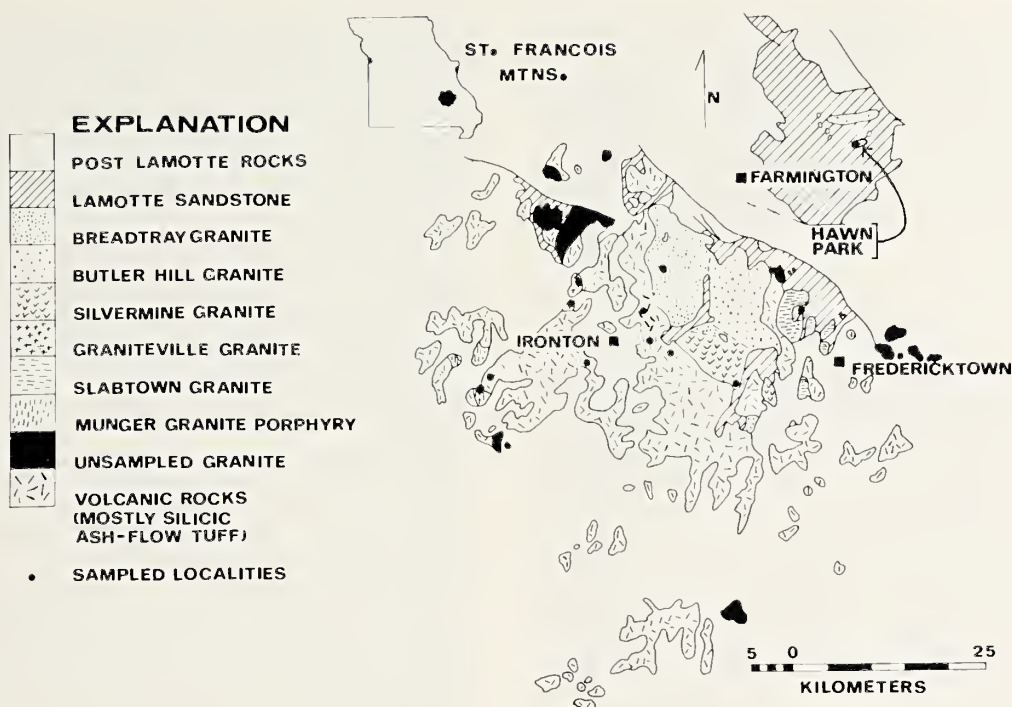 ST. FRANCOIS
MTNS.
N
EXPLANATION
POST LAMOTTE ROCKS
LAMOTTE SANDSTONE
BREADTRAY GRANITE
BUTLER HILL GRANITE
SILVERMINE GRANITE
GRANITEVILLE GRANITE
SLABTOWN GRANITE
MUNGER GRANITE PORPHYRY
UNSAMPLED GRANITE
VOLCANIC ROCKS
(MOSTLY SILICIC
ASH-FLOW TUFF)
SAMPLED LOCALITIES
FARMINGTON
HAWN
PARK
IRONTON
FREDERICKTOWN
5 0 25
KILOMETERS